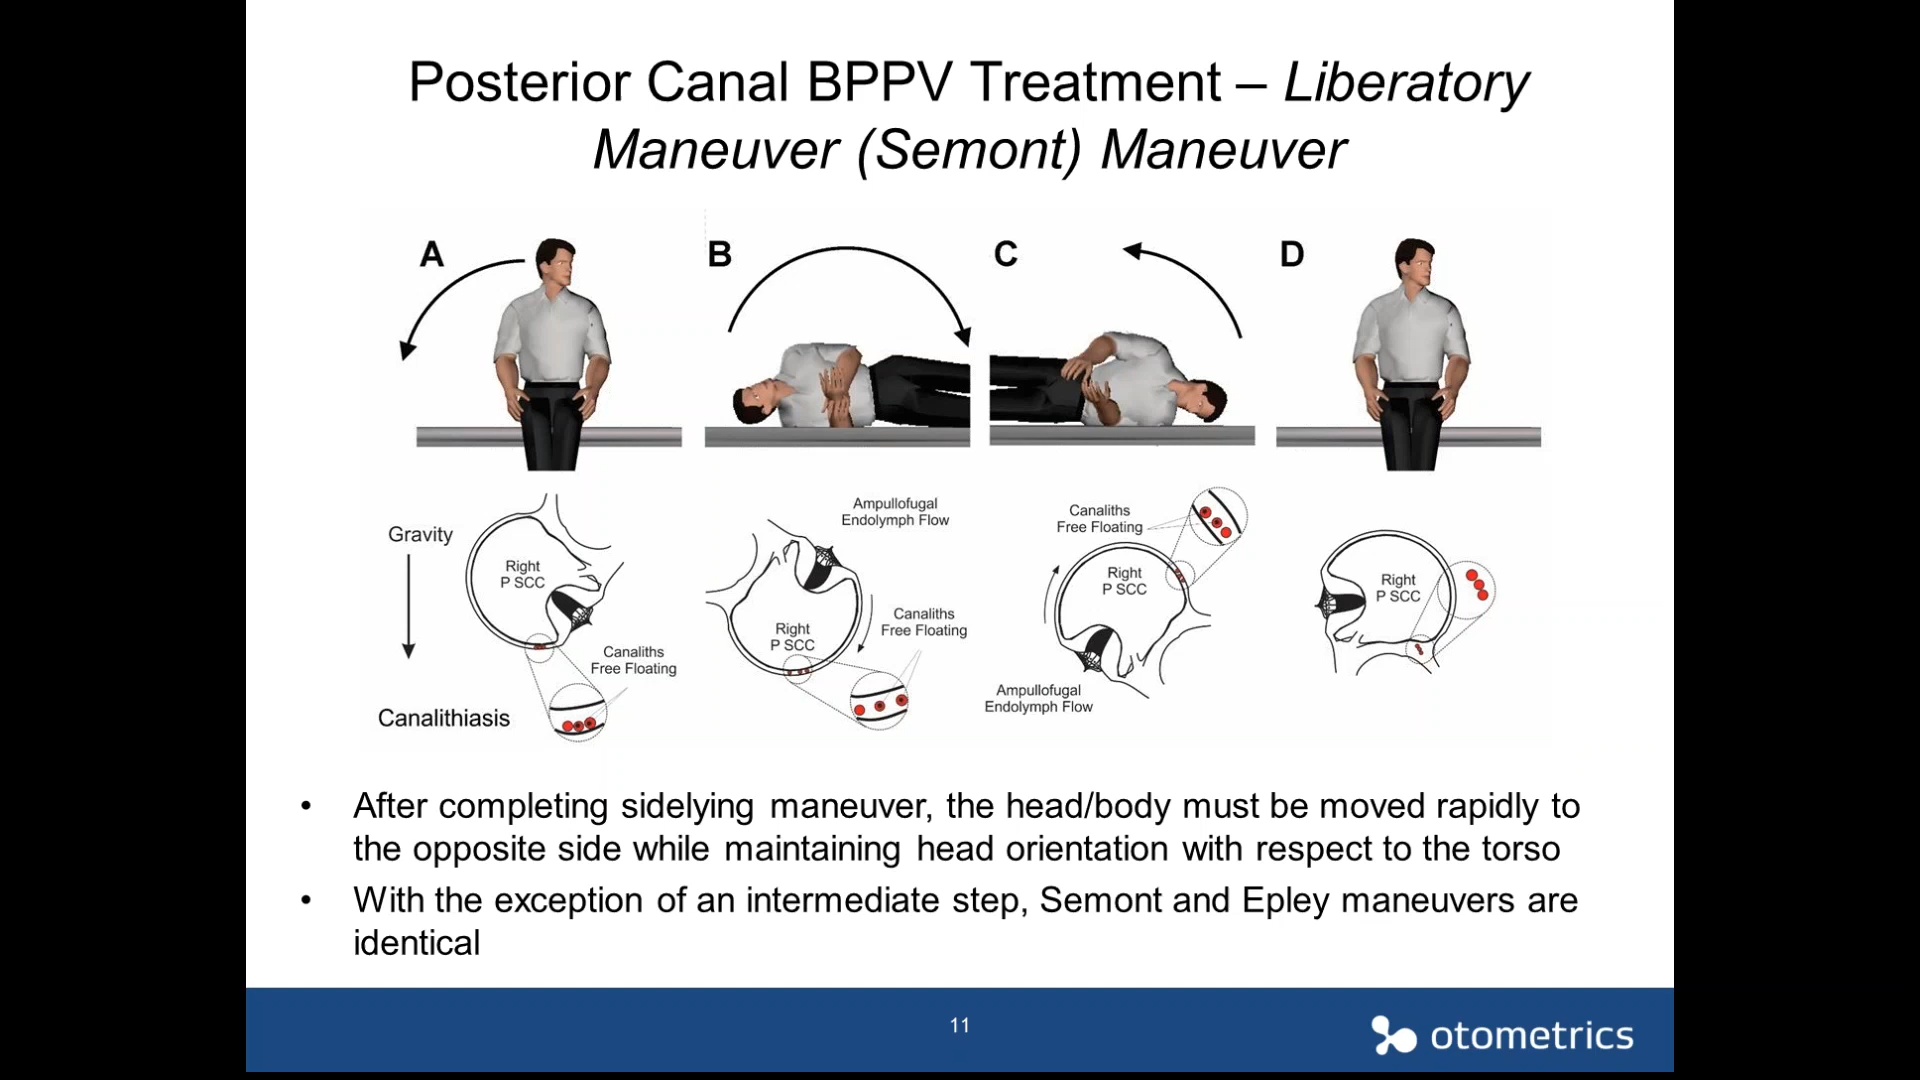 Posterior Canal BPPV Treatment – Liberatory
Maneuver (Semont) Maneuver
A
B
C
D
Gravity
Right
P SCC
Canaliths
Free Floating
Canalithiasis
Ampullofugal
Endolymph Flow
Right
P SCC
Canaliths
Free Floating
Canaliths
Free Floating
Right
P SCC
Ampullofugal
Endolymph Flow
Right
P SCC
• After completing sidelying maneuver, the head/body must be moved rapidly to
the opposite side while maintaining head orientation with respect to the torso
• With the exception of an intermediate step, Semont and Epley maneuvers are
identical
11
otometrics